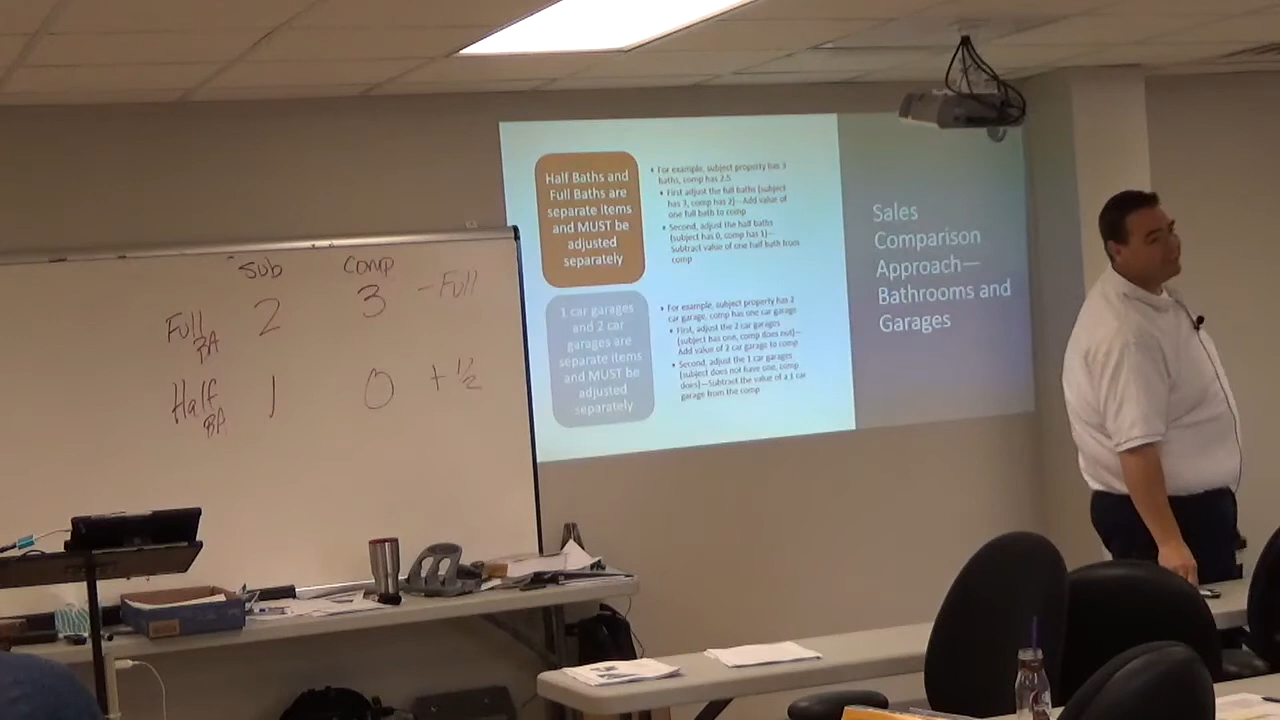 Sub Comp
Full BA 2 3 - Full
Half BA 1 0 + 1/2
Half Baths and
Full Baths are
separate items
and MUST be
adjusted
separately
• For example, subject property has 3
baths, comp has 2.5
• First adjust the full baths (subject
has 3, comp has 2)—Add value of
one full bath to comp
• Second, adjust the half baths
(subject has 0, comp has 1)—
Subtract value of one half bath from
comp
1 car garages
and 2 car
garages are
separate items
and MUST be
adjusted
separately
• For example, subject property has 2
car garage, comp has one car garage
• First, adjust the 2 car garages
(subject has one, comp does not)—
Add value of 2 car garage to comp
• Second, adjust the 1 car garages
(subject does not have one, comp
does)—Subtract the value of a 1 car
garage from the comp
Sales
Comparison
Approach—
Bathrooms and
Garages